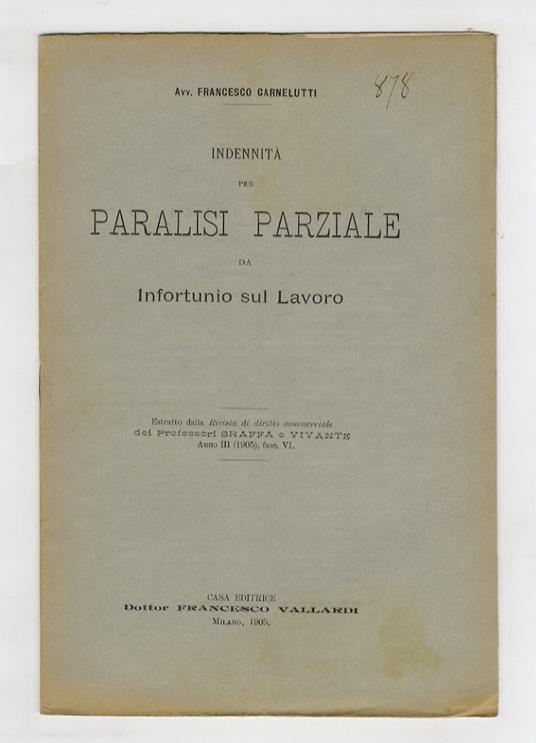 Avv. FRANCESCO CARNELUTTI
878
INDENNITÀ
PER
PARALISI PARZIALE
DA
Infortunio sul Lavoro
Estratto dalla Rivista di diritto commerciale
dei Professori SRAFFA e VIVANTE
Anno III (1905), fasc. VI.
CASA EDITRICE
Dottor FRANCESCO VALLARDI
MILANO, 1905.